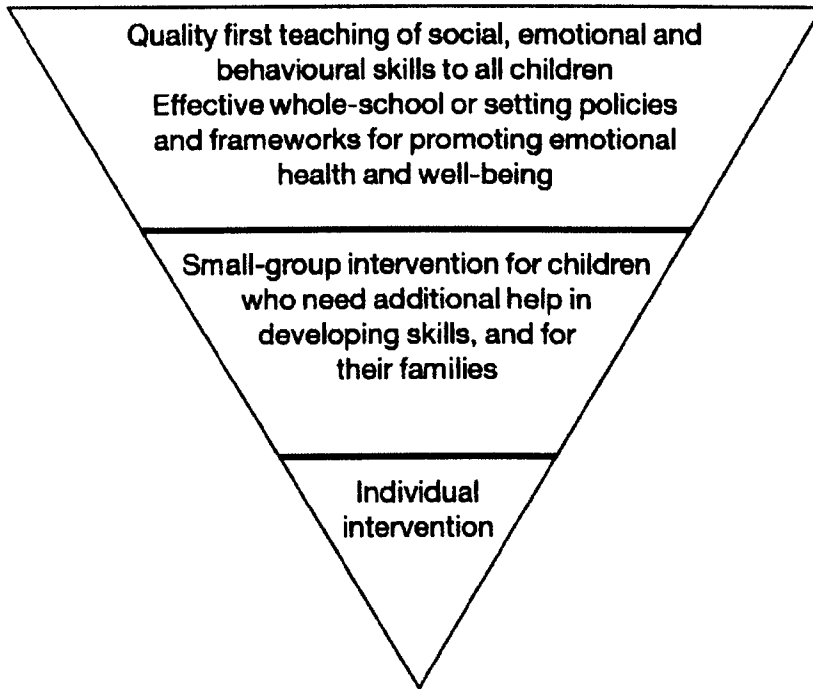 Quality first teaching of social, emotional and
behavioural skills to all children
Effective whole-school or setting policies
and frameworks for promoting emotional
health and well-being
Small-group intervention for children
who need additional help in
developing skills, and for
their families
Individual
intervention